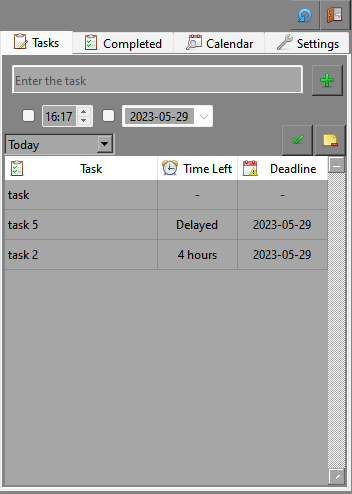 Tasks Completed Calendar Settings
Enter the task
16:17 2023-05-29
Today
Task Time Left Deadline
task - -
task 5 Delayed 2023-05-29
task 2 4 hours 2023-05-29